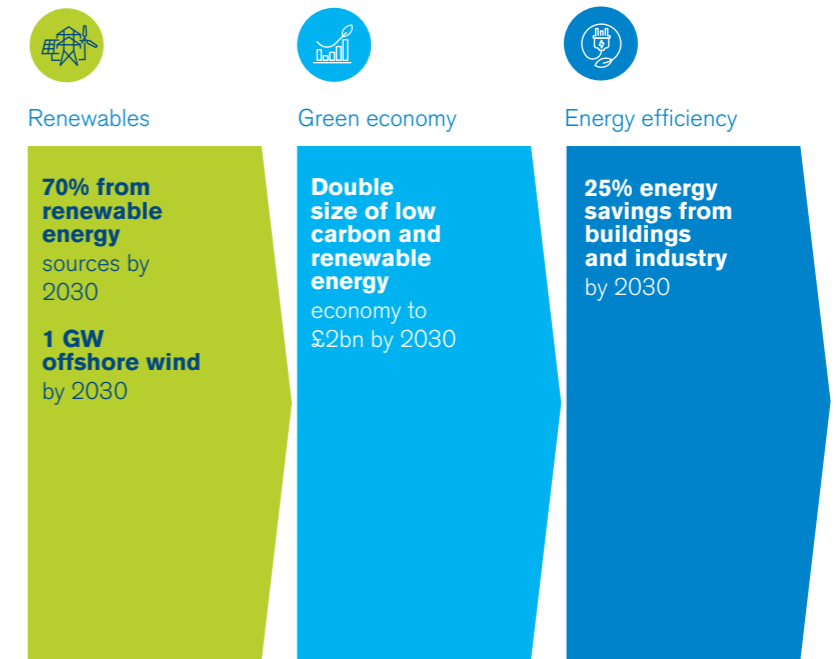 Renewables
70% from
renewable
energy
sources by
2030
1 GW
offshore wind
by 2030
Green economy
Double
size of low
carbon and
renewable
energy
economy to
£2bn by 2030
Energy efficiency
25% energy
savings from
buildings
and industry
by 2030